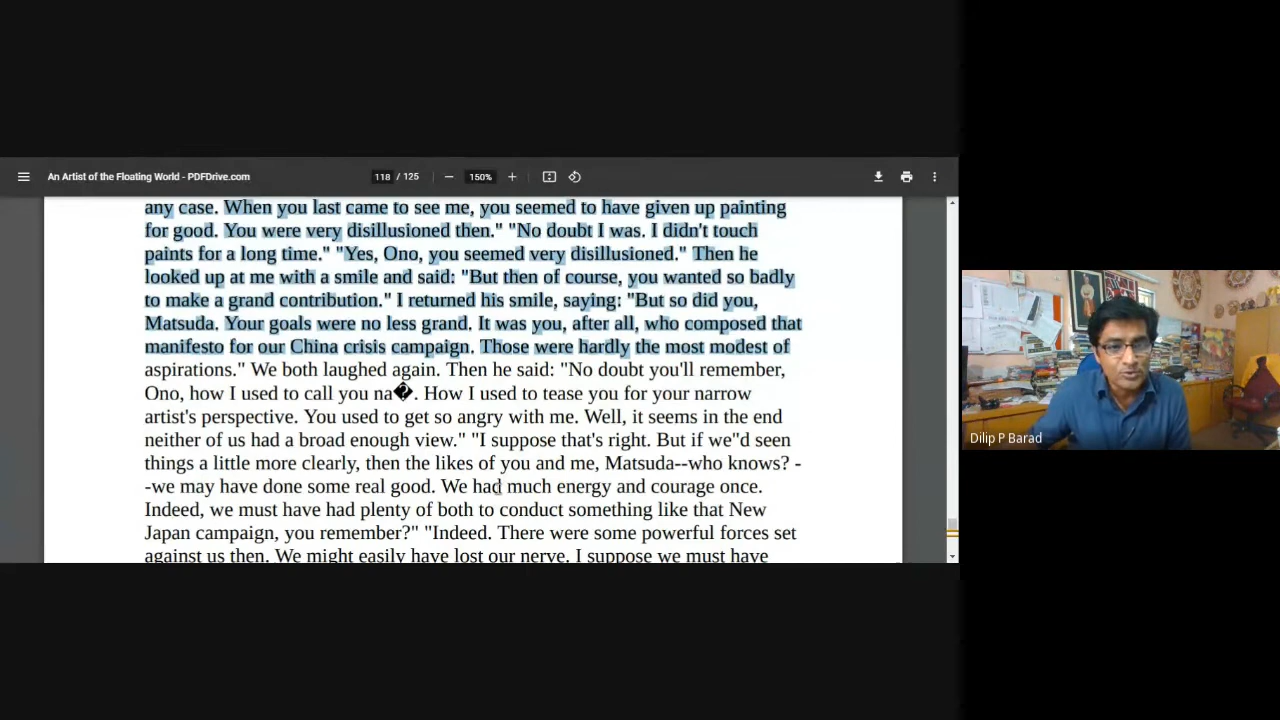 An Artist of the Floating World - PDFDrive.com
118 / 125
150%
any case. When you last came to see me, you seemed to have given up painting
for good. You were very disillusioned then." "No doubt I was. I didn't touch
paints for a long time." "Yes, Ono, you seemed very disillusioned." Then he
looked up at me with a smile and said: "But then of course, you wanted so badly
to make a grand contribution." I returned his smile, saying: "But so did you,
Matsuda. Your goals were no less grand. It was you, after all, who composed that
manifesto for our China crisis campaign. Those were hardly the most modest of
aspirations." We both laughed again. Then he said: "No doubt you'll remember,
Ono, how I used to call you na�. How I used to tease you for your narrow
artist's perspective. You used to get so angry with me. Well, it seems in the end
neither of us had a broad enough view." "I suppose that's right. But if we"d seen
things a little more clearly, then the likes of you and me, Matsuda--who knows? -
-we may have done some real good. We had much energy and courage once.
Indeed, we must have had plenty of both to conduct something like that New
Japan campaign, you remember?" "Indeed. There were some powerful forces set
against us then. We might easily have lost our nerve. I suppose we must have
Dilip P Barad